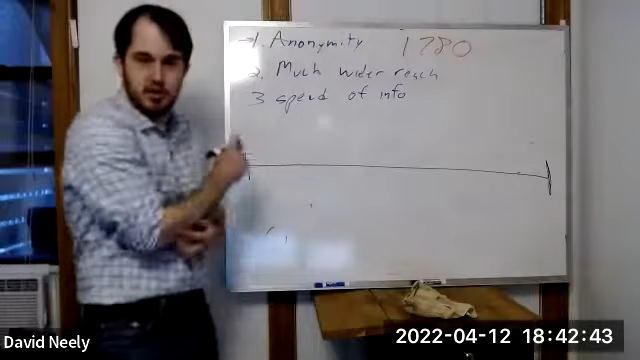 1. Anonymity 1780
2. Much wider reach
3 speed of info
David Neely
2022-04-12 18:42:43